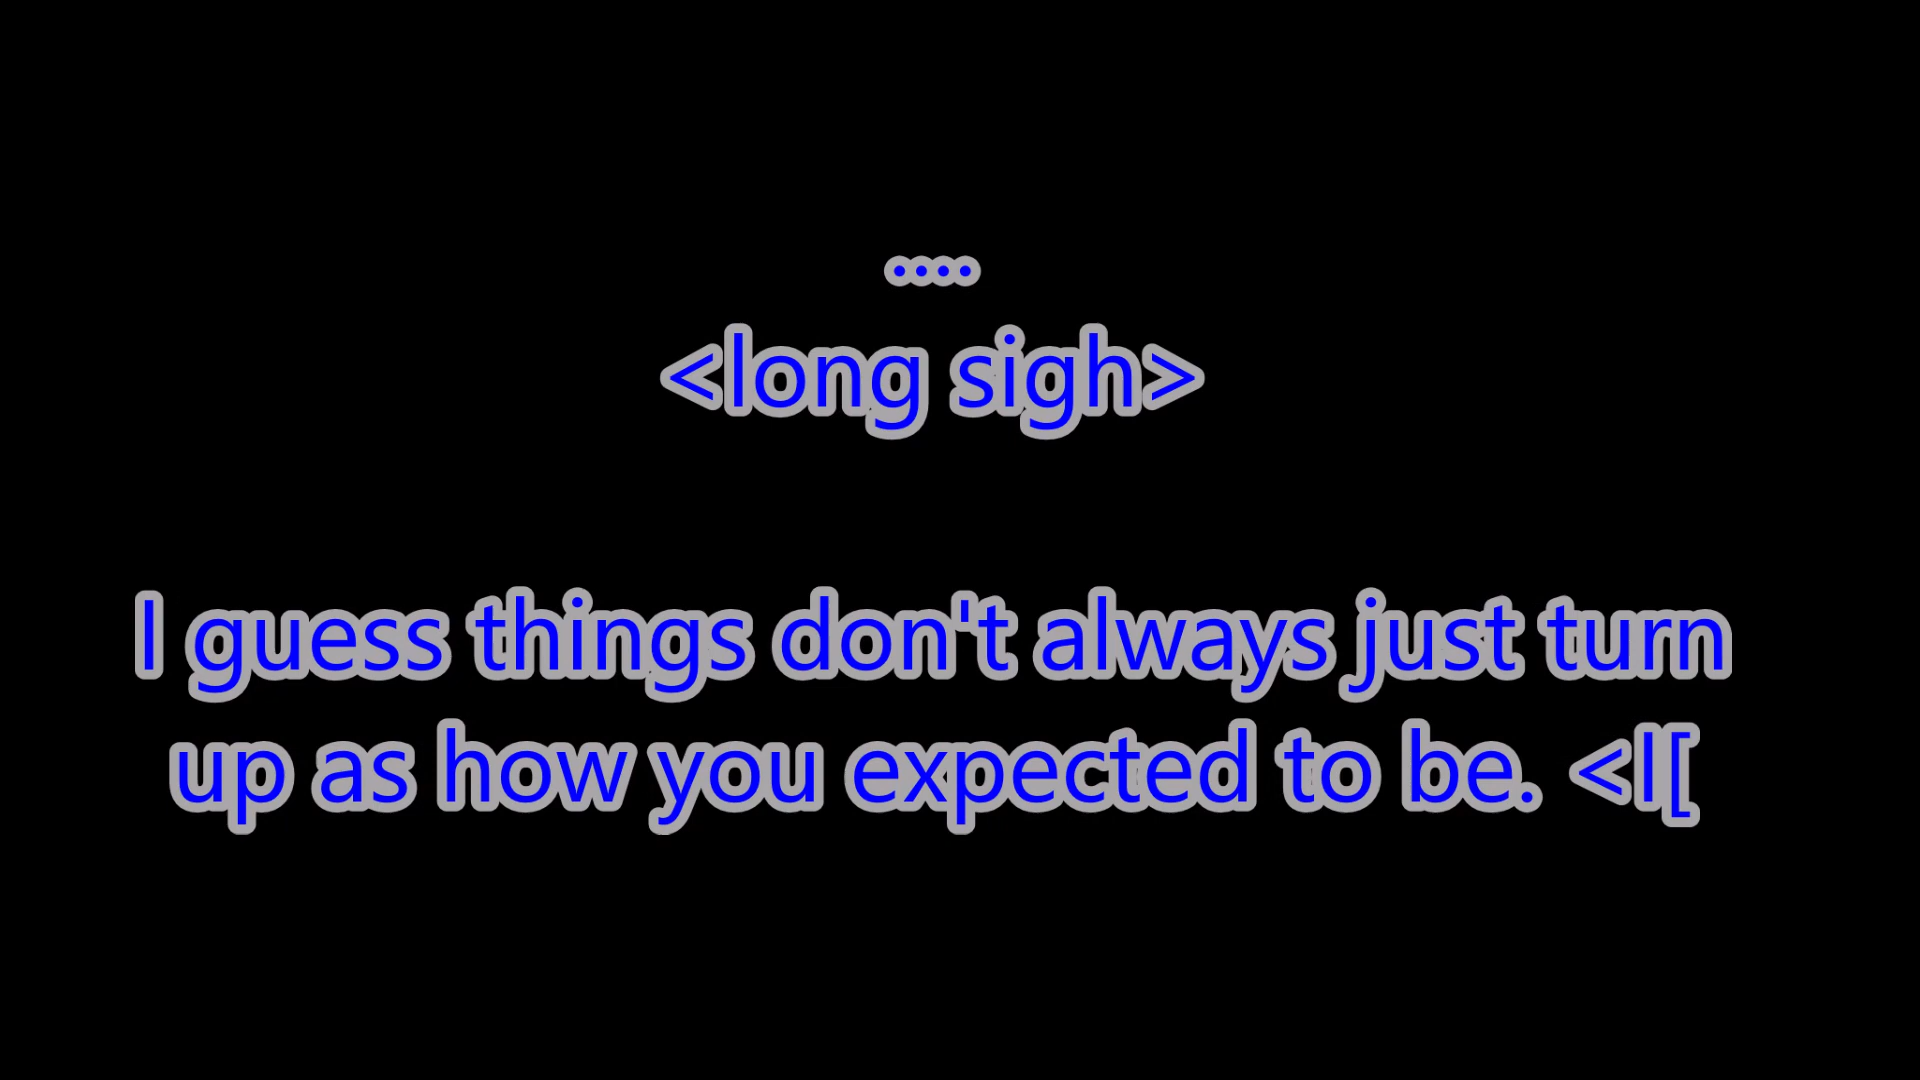 ....
<long sigh>
I guess things don't always just turn
up as how you expected to be. <I[